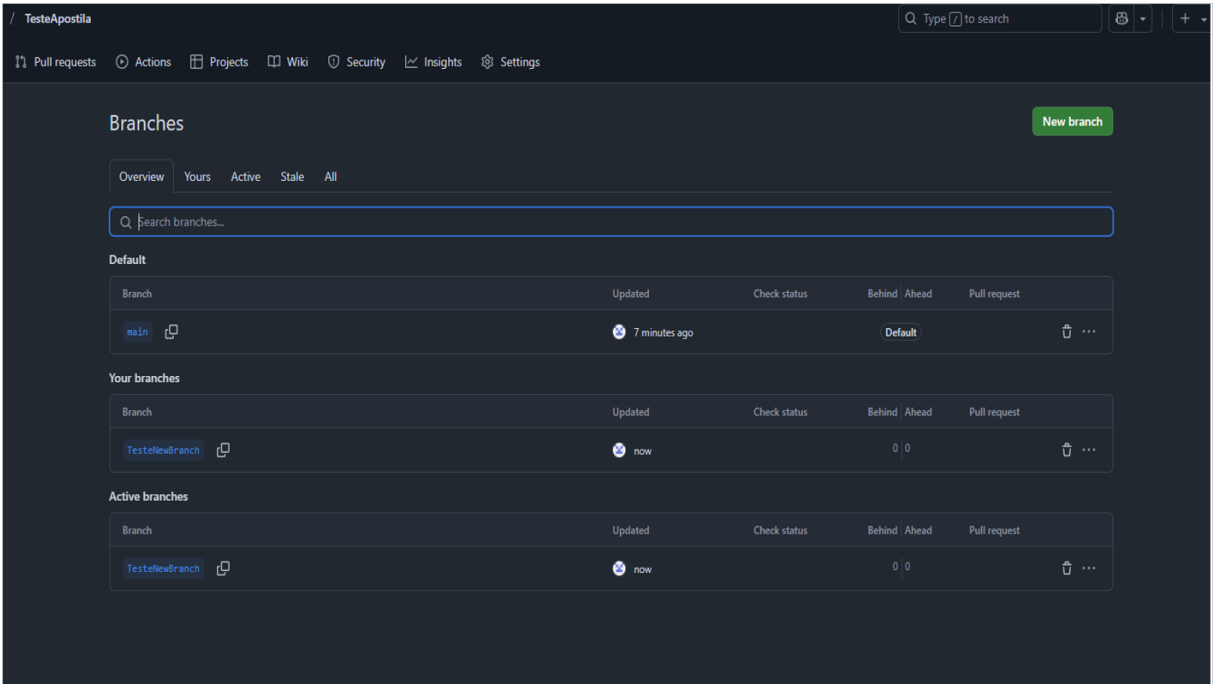 / TesteApostila Type / to search
Pull requests Actions Projects Wiki Security Insights Settings
Branches New branch
Overview Yours Active Stale All
Search branches...
Default
Branch Updated Check status Behind Ahead Pull request
main 7 minutes ago Default
Your branches
Branch Updated Check status Behind Ahead Pull request
TesteNewBranch now 0 0
Active branches
Branch Updated Check status Behind Ahead Pull request
TesteNewBranch now 0 0